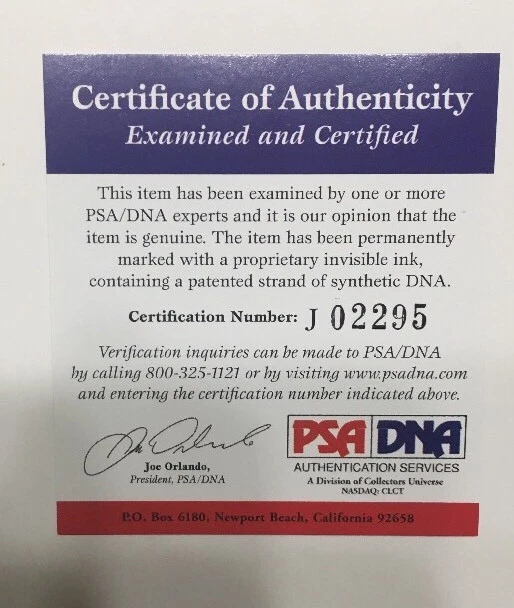 Certificate of Authenticity
Examined and Certified
This item has been examined by one or more
PSA/DNA experts and it is our opinion that the
item is genuine. The item has been permanently
marked with a proprietary invisible ink,
containing a patented strand of synthetic DNA.
Certification Number: J 02295
Verification inquiries can be made to PSA/DNA
by calling 800-325-1121 or by visiting www.psadna.com
and entering the certification number indicated above.
Joe Orlando,
President, PSA/DNA
PSA DNA
AUTHENTICATION SERVICES
A Division of Collectors Universe
NASDAQ: CLCT
P.O. Box 6180, Newport Beach, California 92658